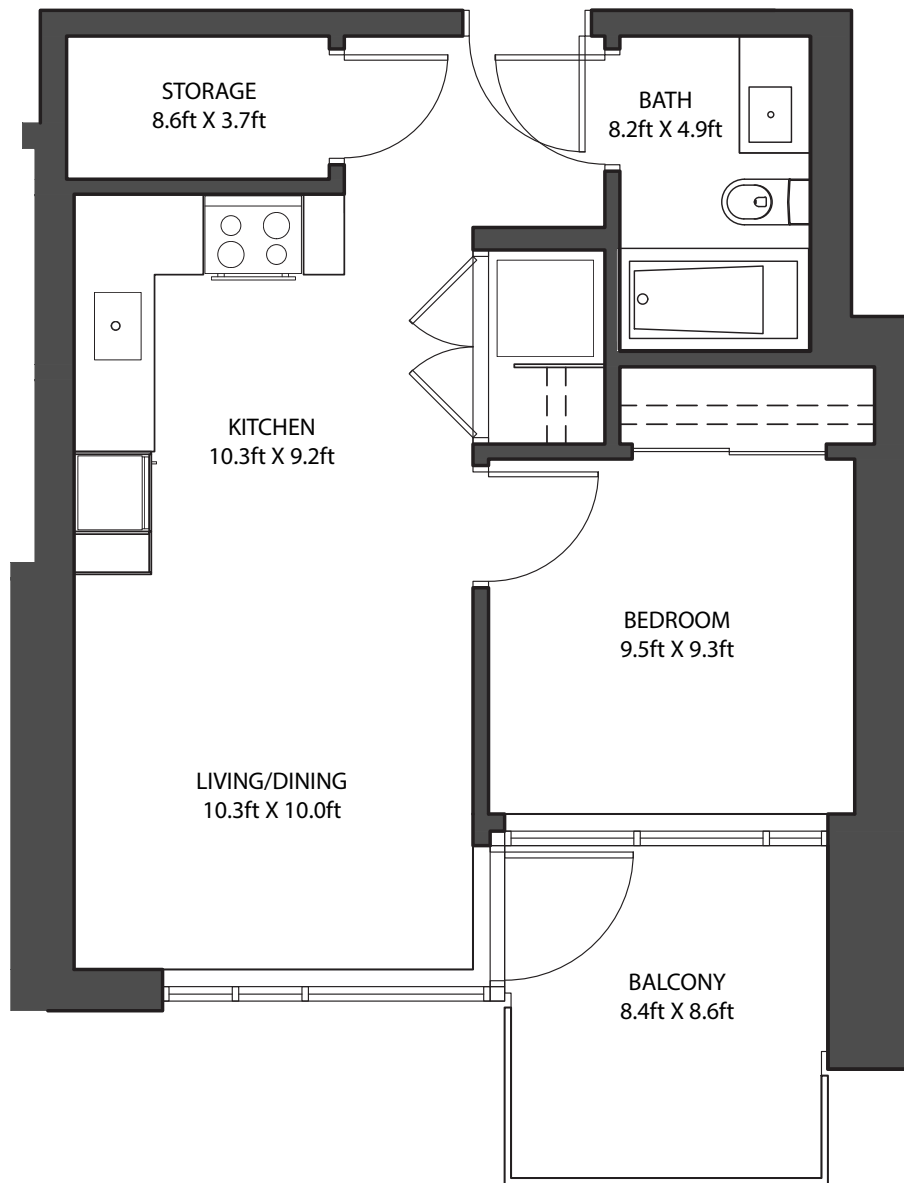 STORAGE
8.6ft X 3.7ft
BATH
8.2ft X 4.9ft
KITCHEN
10.3ft X 9.2ft
BEDROOM
9.5ft X 9.3ft
LIVING/DINING
10.3ft X 10.0ft
BALCONY
8.4ft X 8.6ft